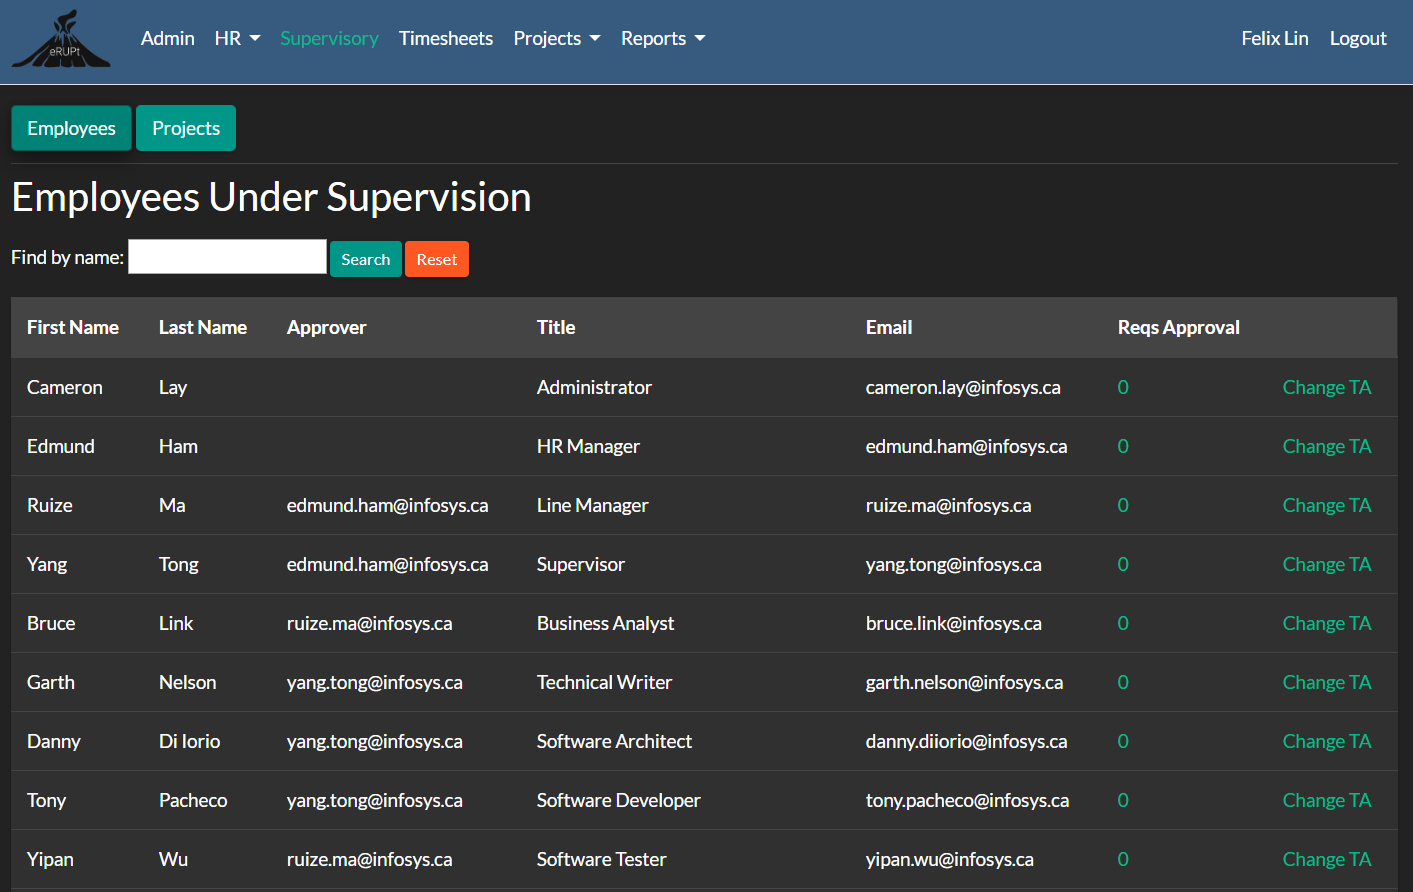 eRUPt Admin HR Supervisory Timesheets Projects Reports Felix Lin Logout
Employees Projects
Employees Under Supervision
Find by name: Search Reset
First Name Last Name Approver Title Email Reqs Approval
Cameron Lay Administrator cameron.lay@infosys.ca 0 Change TA
Edmund Ham HR Manager edmund.ham@infosys.ca 0 Change TA
Ruize Ma edmund.ham@infosys.ca Line Manager ruize.ma@infosys.ca 0 Change TA
Yang Tong edmund.ham@infosys.ca Supervisor yang.tong@infosys.ca 0 Change TA
Bruce Link ruize.ma@infosys.ca Business Analyst bruce.link@infosys.ca 0 Change TA
Garth Nelson yang.tong@infosys.ca Technical Writer garth.nelson@infosys.ca 0 Change TA
Danny Di Iorio yang.tong@infosys.ca Software Architect danny.diiorio@infosys.ca 0 Change TA
Tony Pacheco yang.tong@infosys.ca Software Developer tony.pacheco@infosys.ca 0 Change TA
Yipan Wu ruize.ma@infosys.ca Software Tester yipan.wu@infosys.ca 0 Change TA